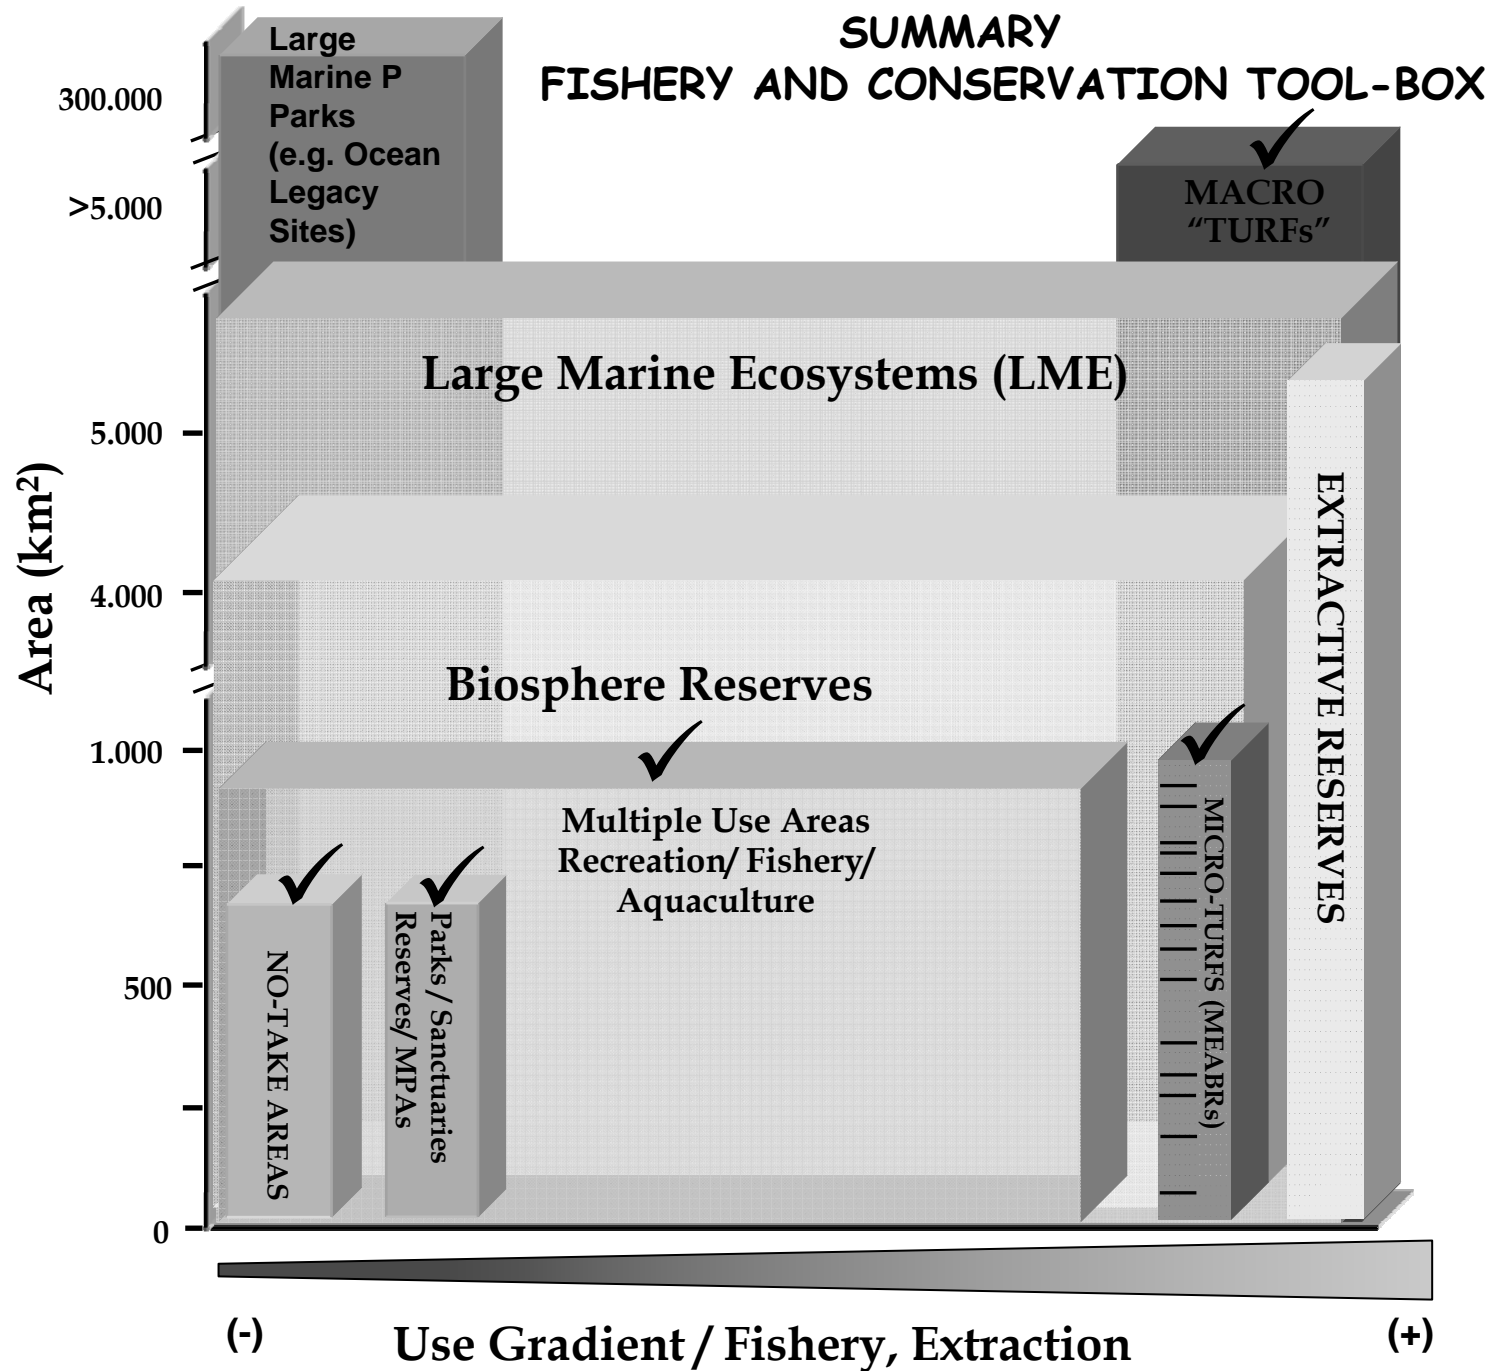 SUMMARY
FISHERY AND CONSERVATION TOOL-BOX
Large
Marine P
Parks
(e.g. Ocean
Legacy
Sites)
MACRO
“TURFs”
Large Marine Ecosystems (LME)
EXTRACTIVE RESERVES
Biosphere Reserves
Multiple Use Areas
Recreation/ Fishery/
Aquaculture
MICRO-TURFS (MEABRs)
NO-TAKE AREAS
Parks / Sanctuaries
Reserves/ MPAs
Area (km²)
300.000
>5.000
5.000
4.000
1.000
500
0
(-)
(+)
Use Gradient / Fishery, Extraction